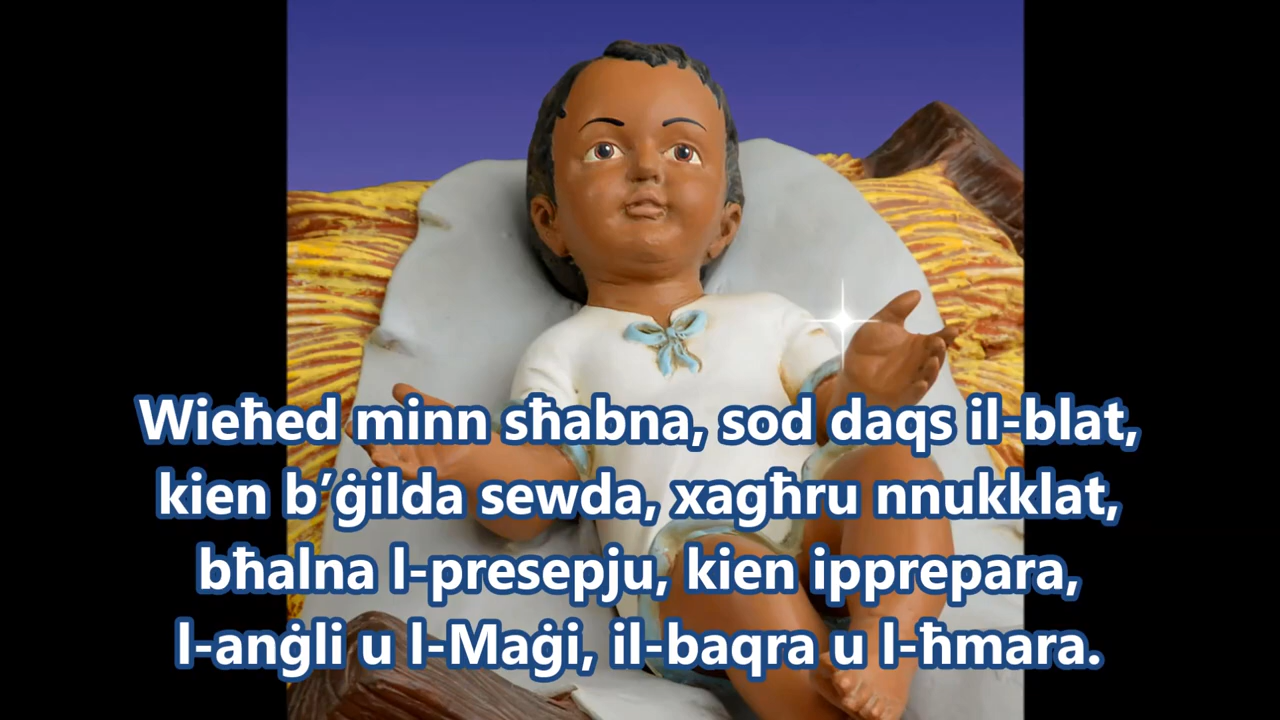 Wieħed minn sħabna, sod daqs il-blat,
kien b’ġilda sewda, xagħru nnukklat,
bħalna l-presepju, kien ipprepara,
l-anġli u l-Maġi, il-baqra u l-ħmara.